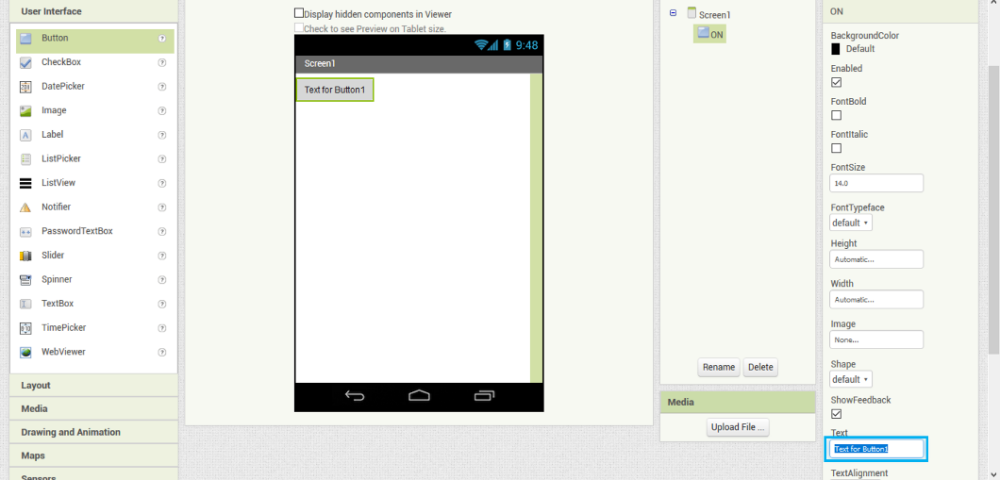 User Interface
Button
CheckBox
DatePicker
Image
Label
ListPicker
ListView
Notifier
PasswordTextBox
Slider
Spinner
TextBox
TimePicker
WebViewer
Layout
Media
Drawing and Animation
Maps
Sensors
Display hidden components in Viewer
Check to see Preview on Tablet size.
9:48
Screen1
Text for Button1
Screen1
ON
Rename Delete
Media
Upload File ...
ON
BackgroundColor
Default
Enabled
FontBold
FontItalic
FontSize
14.0
FontTypeface
default
Height
Automatic...
Width
Automatic...
Image
None...
Shape
default
ShowFeedback
Text
Text for Button1
TextAlignment